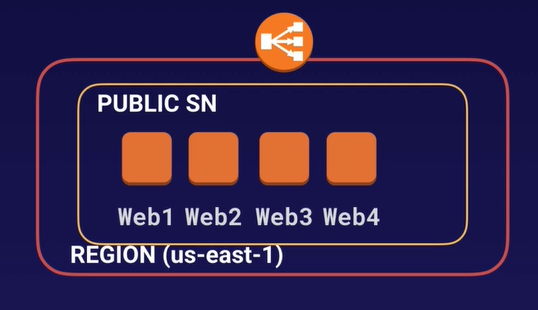 PUBLIC SN
Web1 Web2 Web3 Web4
REGION (us-east-1)